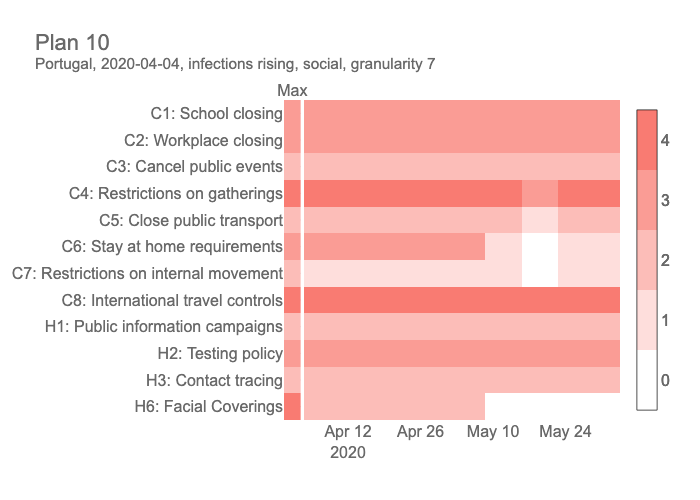 Plan 10
Portugal, 2020-04-04, infections rising, social, granularity 7
Max
C1: School closing
C2: Workplace closing
C3: Cancel public events
C4: Restrictions on gatherings
C5: Close public transport
C6: Stay at home requirements
C7: Restrictions on internal movement
C8: International travel controls
H1: Public information campaigns
H2: Testing policy
H3: Contact tracing
H6: Facial Coverings
Apr 12 Apr 26 May 10 May 24
2020
4
3
2
1
0